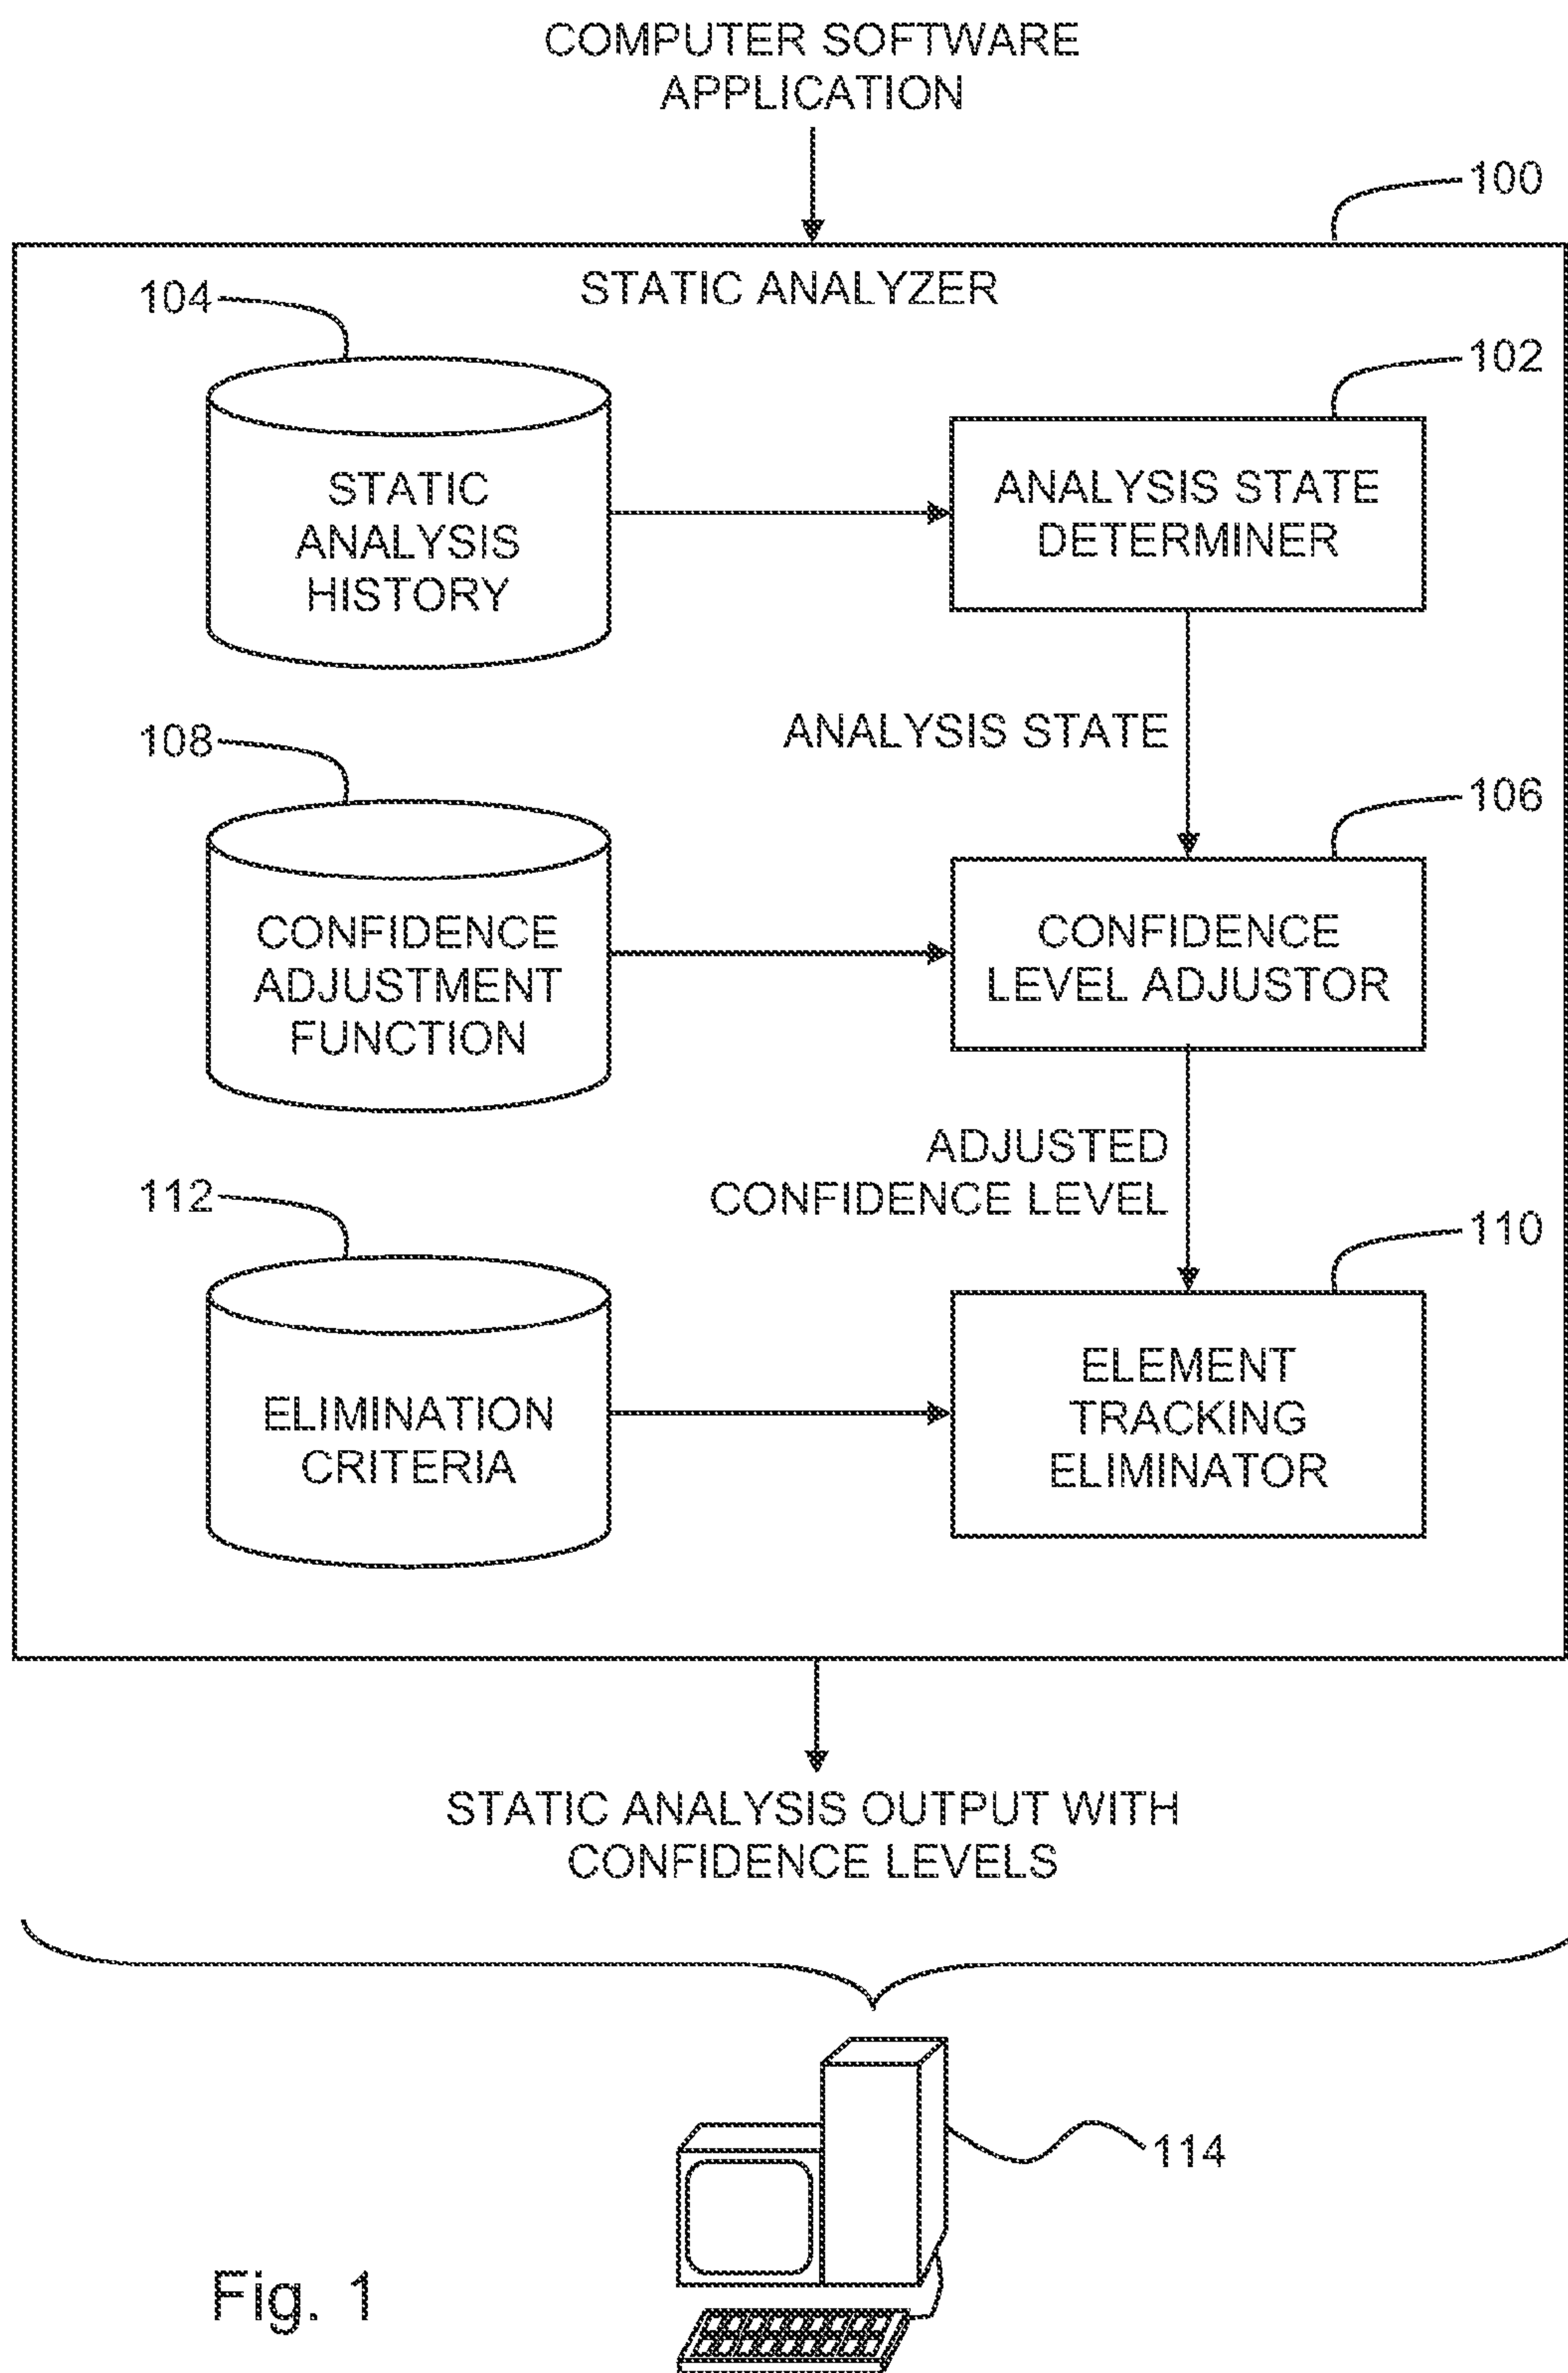 COMPUTER SOFTWARE
APPLICATION
100
STATIC ANALYZER
104
102
STATIC
ANALYSIS
HISTORY
ANALYSIS STATE
DETERMINER
ANALYSIS STATE
108
106
CONFIDENCE
ADJUSTMENT
FUNCTION
CONFIDENCE
LEVEL ADJUSTOR
ADJUSTED
CONFIDENCE LEVEL
112
110
ELIMINATION
CRITERIA
ELEMENT
TRACKING
ELIMINATOR
STATIC ANALYSIS OUTPUT WITH
CONFIDENCE LEVELS
114
Fig. 1